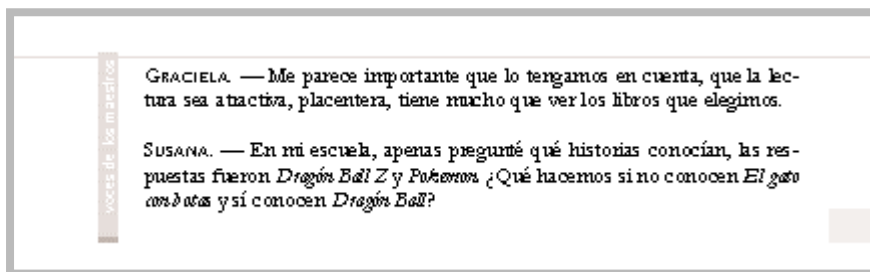 voces de los maestros
GRACIELA. — Me parece importante que lo tengamos en cuenta, que la lec-
tura sea atractiva, placentera, tiene mucho que ver los libros que elegimos.
SUSANA. — En mi escuela, apenas pregunté qué historias conocían, las res-
puestas fueron Dragón Ball Z y Pokemon. ¿Qué hacemos si no conocen El gato
con botas y sí conocen Dragón Ball?